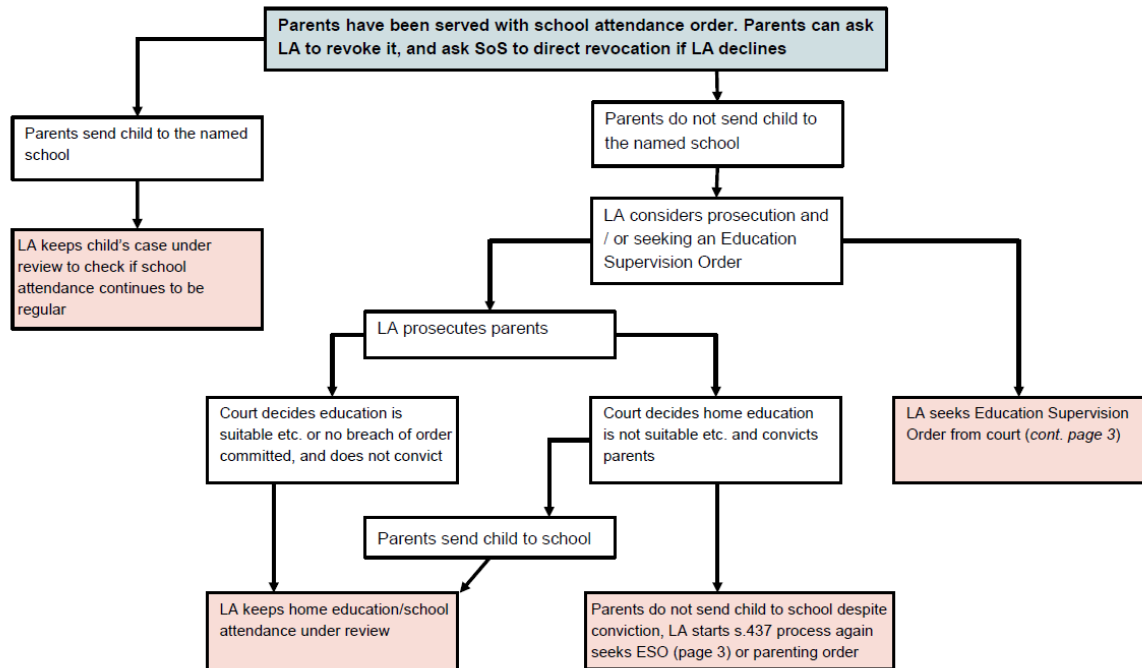 Parents have been served with school attendance order. Parents can ask
LA to revoke it, and ask SoS to direct revocation if LA declines
Parents send child to the named
school
Parents do not send child to
the named school
LA keeps child's case under
review to check if school
attendance continues to be
regular
LA considers prosecution and
/ or seeking an Education
Supervision Order
LA prosecutes parents
Court decides education is
suitable etc. or no breach of order
committed, and does not convict
Court decides home education
is not suitable etc. and convicts
parents
LA seeks Education Supervision
Order from court (cont. page 3)
Parents send child to school
LA keeps home education/school
attendance under review
Parents do not send child to school despite
conviction, LA starts s.437 process again
seeks ESO (page 3) or parenting order